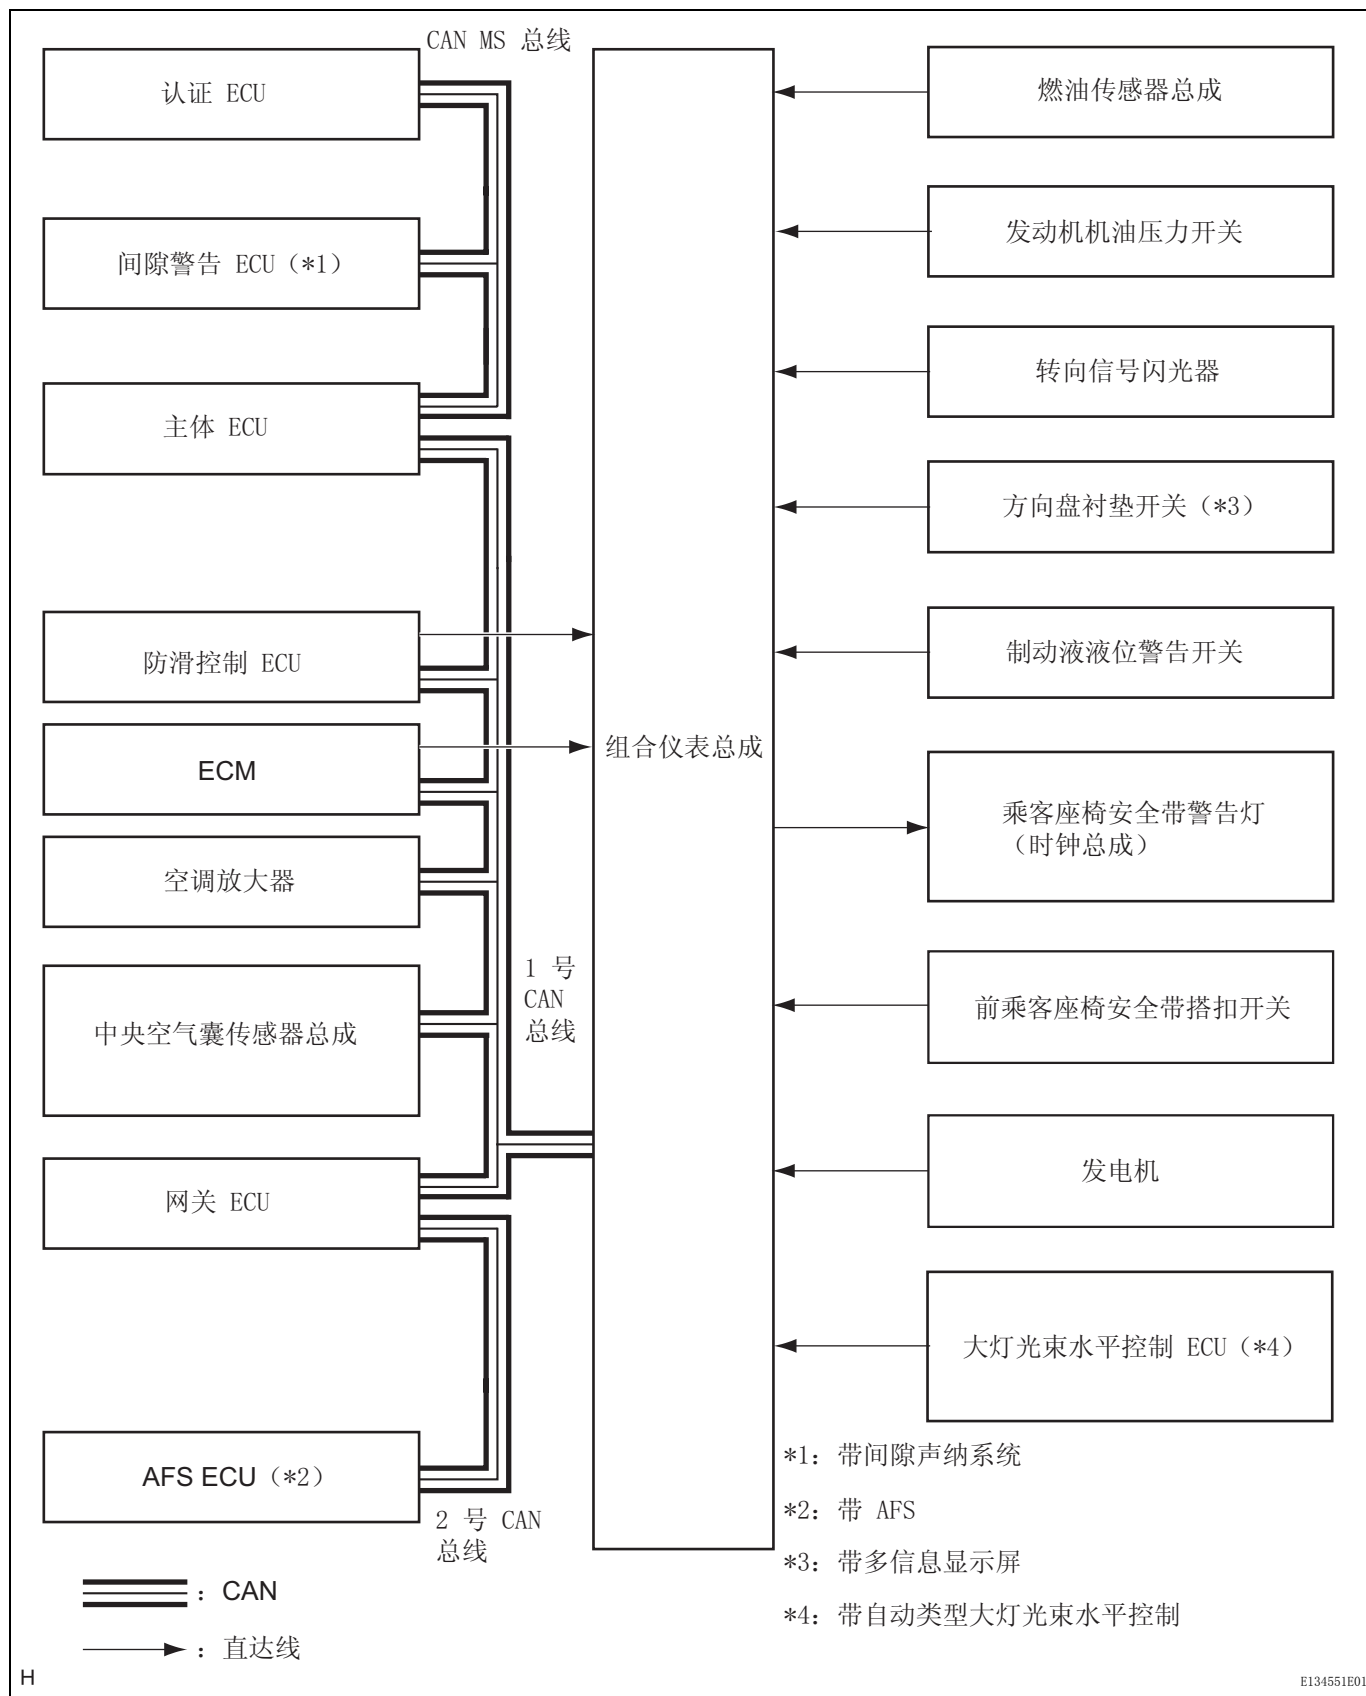 CAN MS 总线
认证 ECU
间隙警告 ECU（*1）
主体 ECU
防滑控制 ECU
ECM
空调放大器
中央空气囊传感器总成
网关 ECU
AFS ECU（*2）
1 号
CAN
总线
2 号 CAN
总线
组合仪表总成
燃油传感器总成
发动机机油压力开关
转向信号闪光器
方向盘衬垫开关（*3）
制动液液位警告开关
乘客座椅安全带警告灯
（时钟总成）
前乘客座椅安全带搭扣开关
发电机
大灯光束水平控制 ECU（*4）
*1：带间隙声纳系统
*2：带 AFS
*3：带多信息显示屏
*4：带自动类型大灯光束水平控制
：CAN
：直达线
H
E134551E01